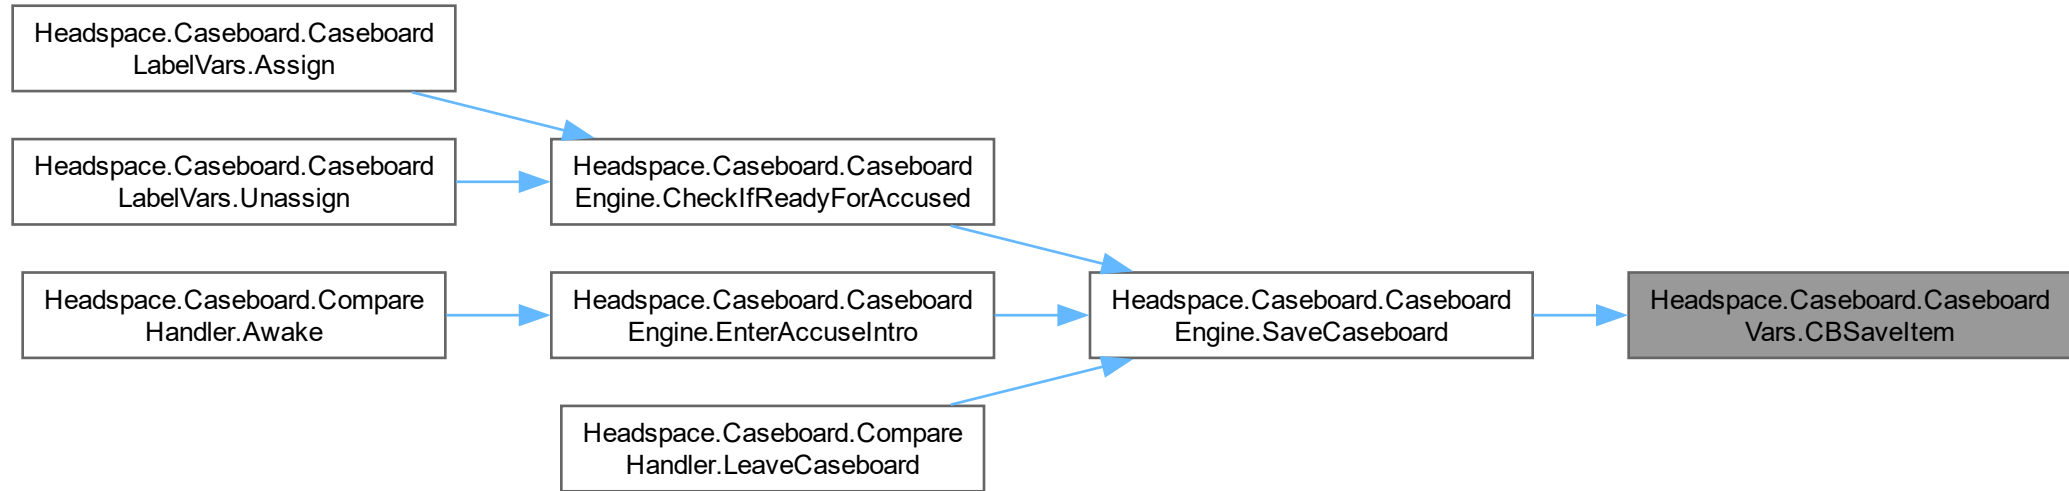 Headspace.Caseboard.Caseboard
LabelVars.Assign
Headspace.Caseboard.Caseboard
LabelVars.Unassign
Headspace.Caseboard.Caseboard
Engine.CheckIfReadyForAccused
Headspace.Caseboard.Compare
Handler.Awake
Headspace.Caseboard.Caseboard
Engine.EnterAccuseIntro
Headspace.Caseboard.Caseboard
Engine.SaveCaseboard
Headspace.Caseboard.Caseboard
Vars.CBSaveItem
Headspace.Caseboard.Compare
Handler.LeaveCaseboard